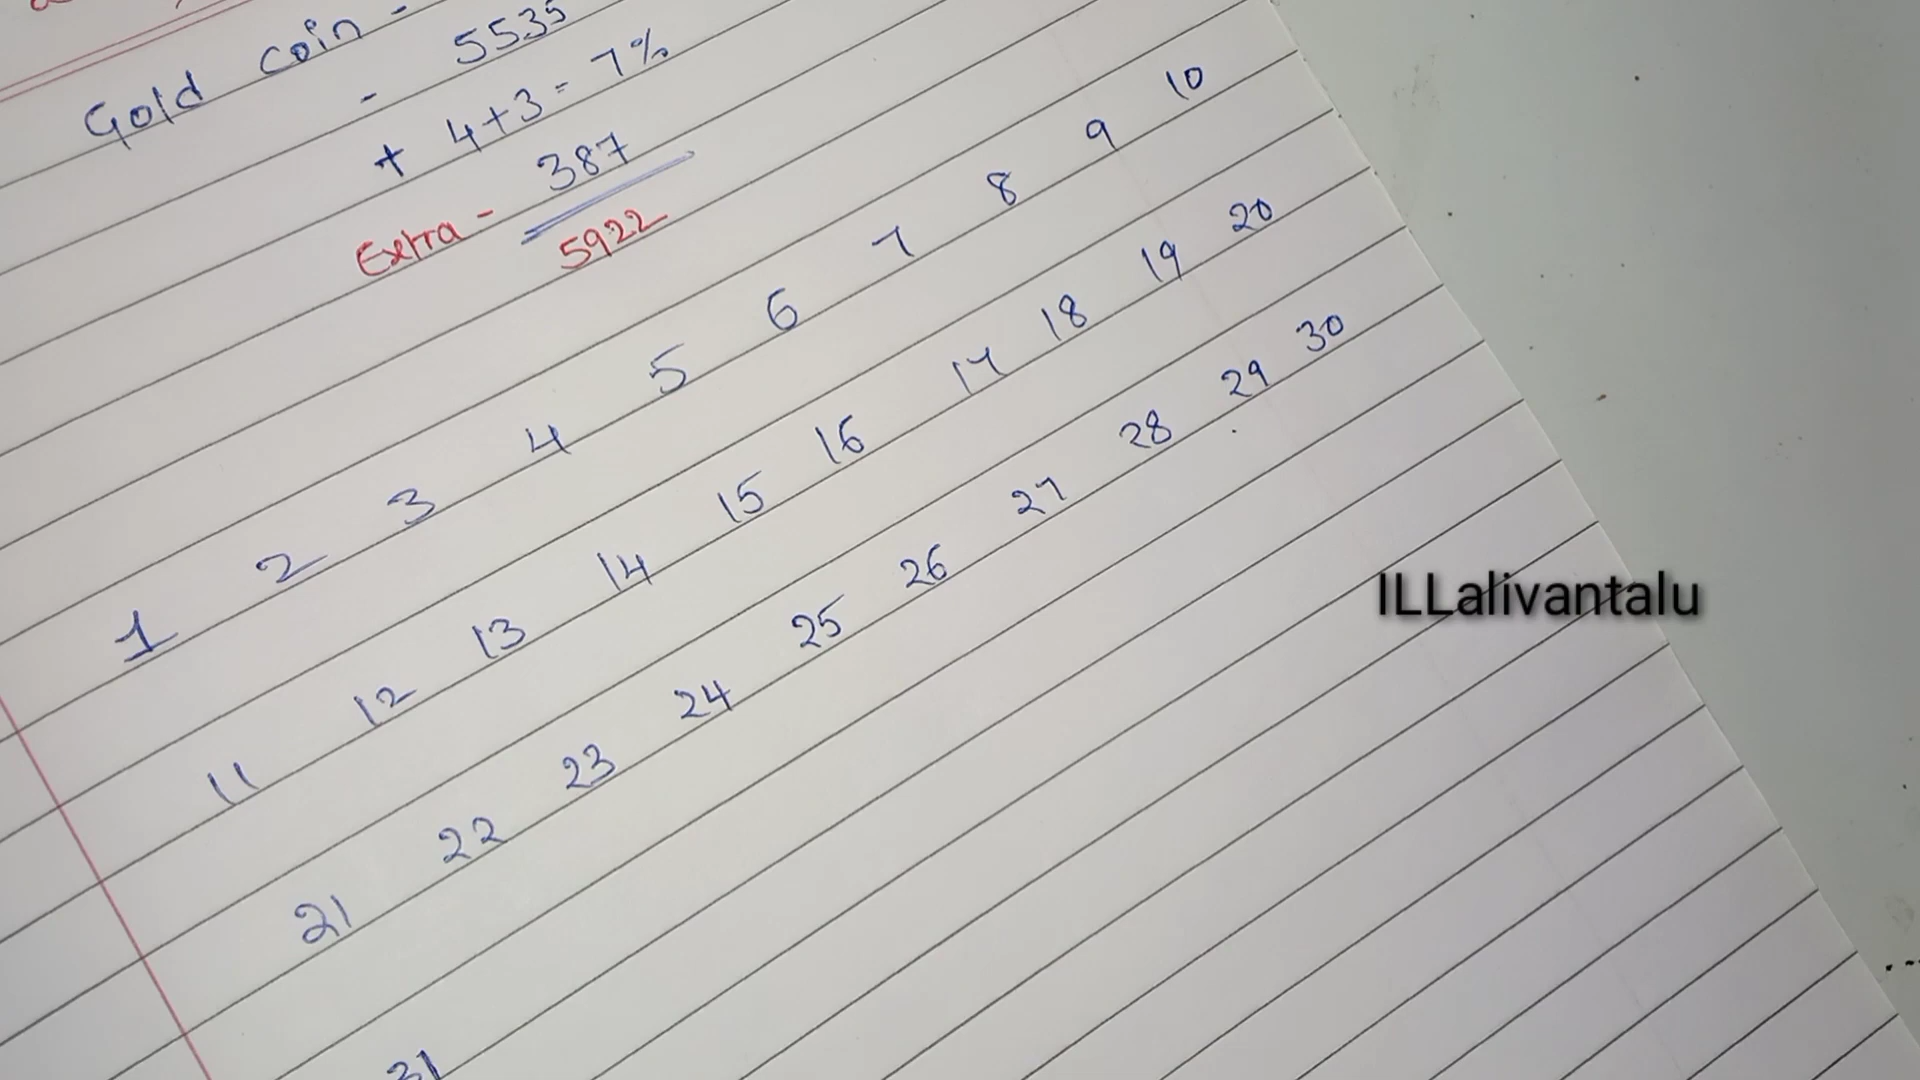 Gold coin -
- 5535
+ 4+3= 7%
Extra - 387
5922
1 2 3 4 5 6 7 8 9 10
11 12 13 14 15 16 17 18 19 20
21 22 23 24 25 26 27 28 29 30
31
ILLalivantalu